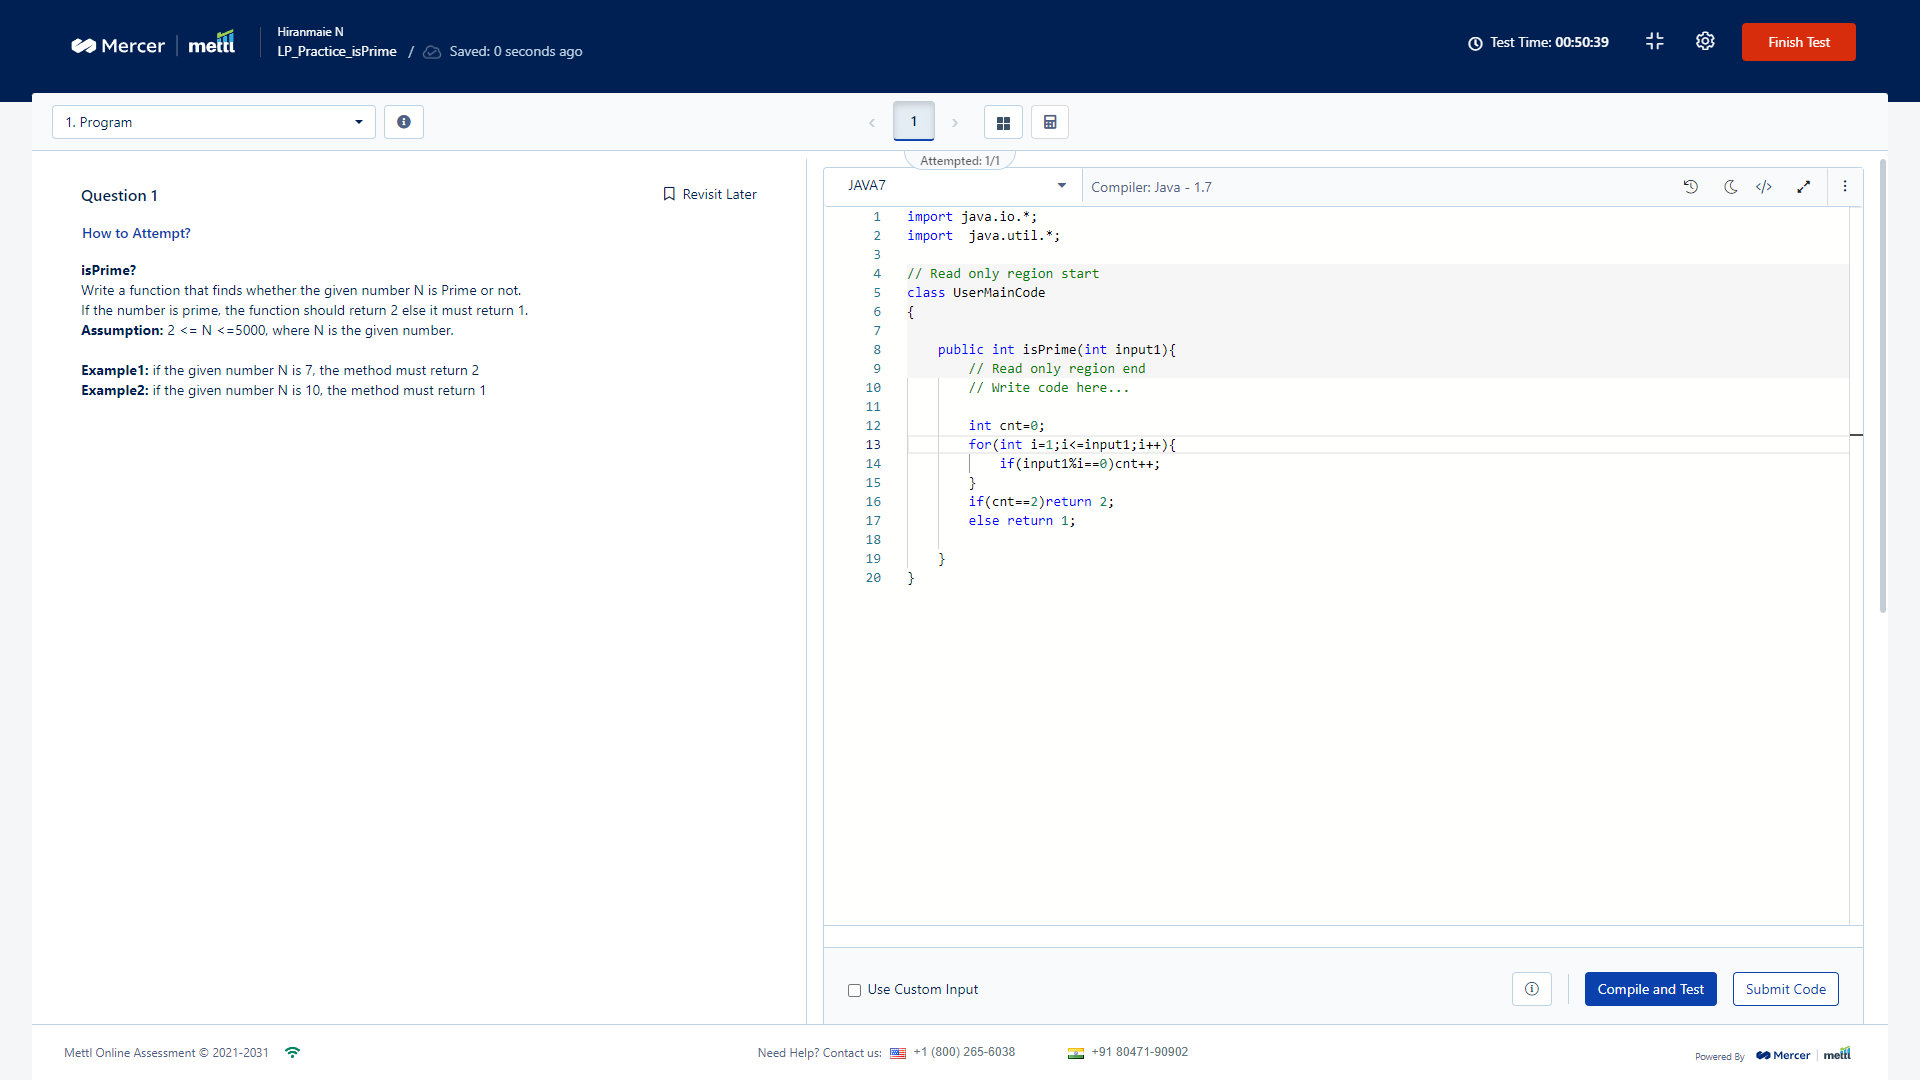 Mercer | mettl
Hiranmaie N
LP_Practice_isPrime / Saved: 0 seconds ago
Test Time: 00:50:39
Finish Test
1. Program
1
Attempted: 1/1
Question 1
Revisit Later
How to Attempt?
isPrime?
Write a function that finds whether the given number N is Prime or not.
If the number is prime, the function should return 2 else it must return 1.
Assumption: 2 <= N <=5000, where N is the given number.
Example1: if the given number N is 7, the method must return 2
Example2: if the given number N is 10, the method must return 1
JAVA7
Compiler: Java - 1.7
1 import java.io.*;
2 import  java.util.*;
3
4 // Read only region start
5 class UserMainCode
6 {
7
8     public int isPrime(int input1){
9         // Read only region end
10         // Write code here...
11
12         int cnt=0;
13         for(int i=1;i<=input1;i++){
14             if(input1%i==0)cnt++;
15         }
16         if(cnt==2)return 2;
17         else return 1;
18
19     }
20 }
Use Custom Input
Compile and Test
Submit Code
Mettl Online Assessment © 2021-2031
Need Help? Contact us: +1 (800) 265-6038
+91 80471-90902
Powered By Mercer | mettl